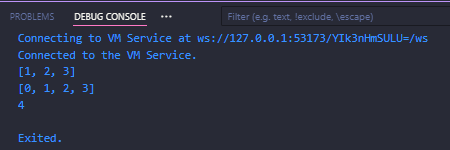 PROBLEMS DEBUG CONSOLE ... Filter (e.g. text, !exclude, \escape)
Connecting to VM Service at ws://127.0.0.1:53173/YIk3nHmSULU=/ws
Connected to the VM Service.
[1, 2, 3]
[0, 1, 2, 3]
4
Exited.